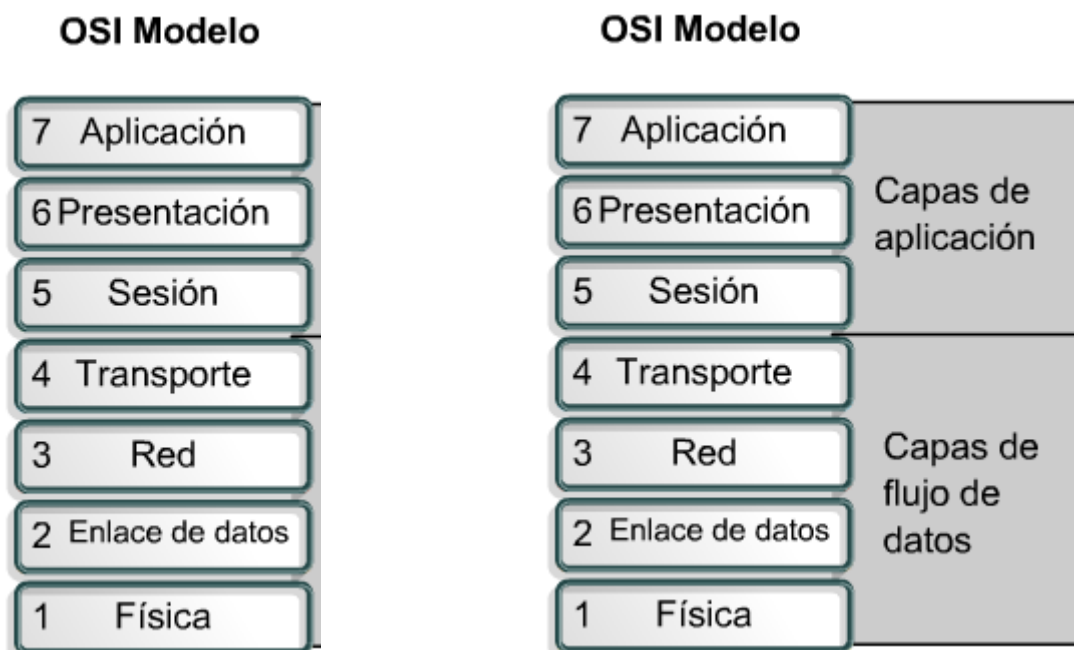 OSI Modelo
7 Aplicación
6 Presentación
5 Sesión
4 Transporte
3 Red
2 Enlace de datos
1 Física
OSI Modelo
7 Aplicación
6 Presentación
5 Sesión
4 Transporte
3 Red
2 Enlace de datos
1 Física
Capas de
aplicación
Capas de
flujo de
datos